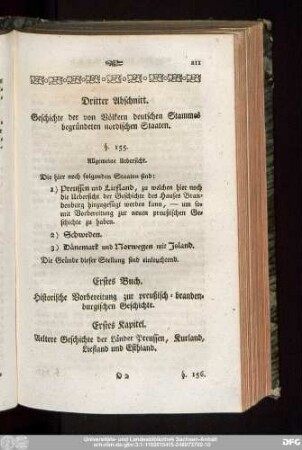 211
Dritter Abschnitt.
Geschichte der von Völkern deutschen Stammes
begründeten nordischen Staaten.
§. 155.
Allgemeine Uebersicht.
Die hier noch folgenden Staaten sind:
1) Preussen und Liefland, zu welchen hier noch
die Uebersicht der Geschichte des Hauses Bran-
denburg hinzugefügt werden kann, — um so-
mit Vorbereitung zur neuen preußischen Ge-
schichte zu haben.
2) Schweden.
3) Dänemark und Norwegen mit Island.
Die Gründe dieser Stellung sind einleuchtend.
Erstes Buch.
Historische Vorbereitung zur preußisch-branden-
burgischen Geschichte.
Erstes Kapitel.
Aeltere Geschichte der Länder Preussen, Kurland,
Liefland und Esthland.
O 2
§. 156.
Universitäts- und Landesbibliothek Sachsen-Anhalt
DFG